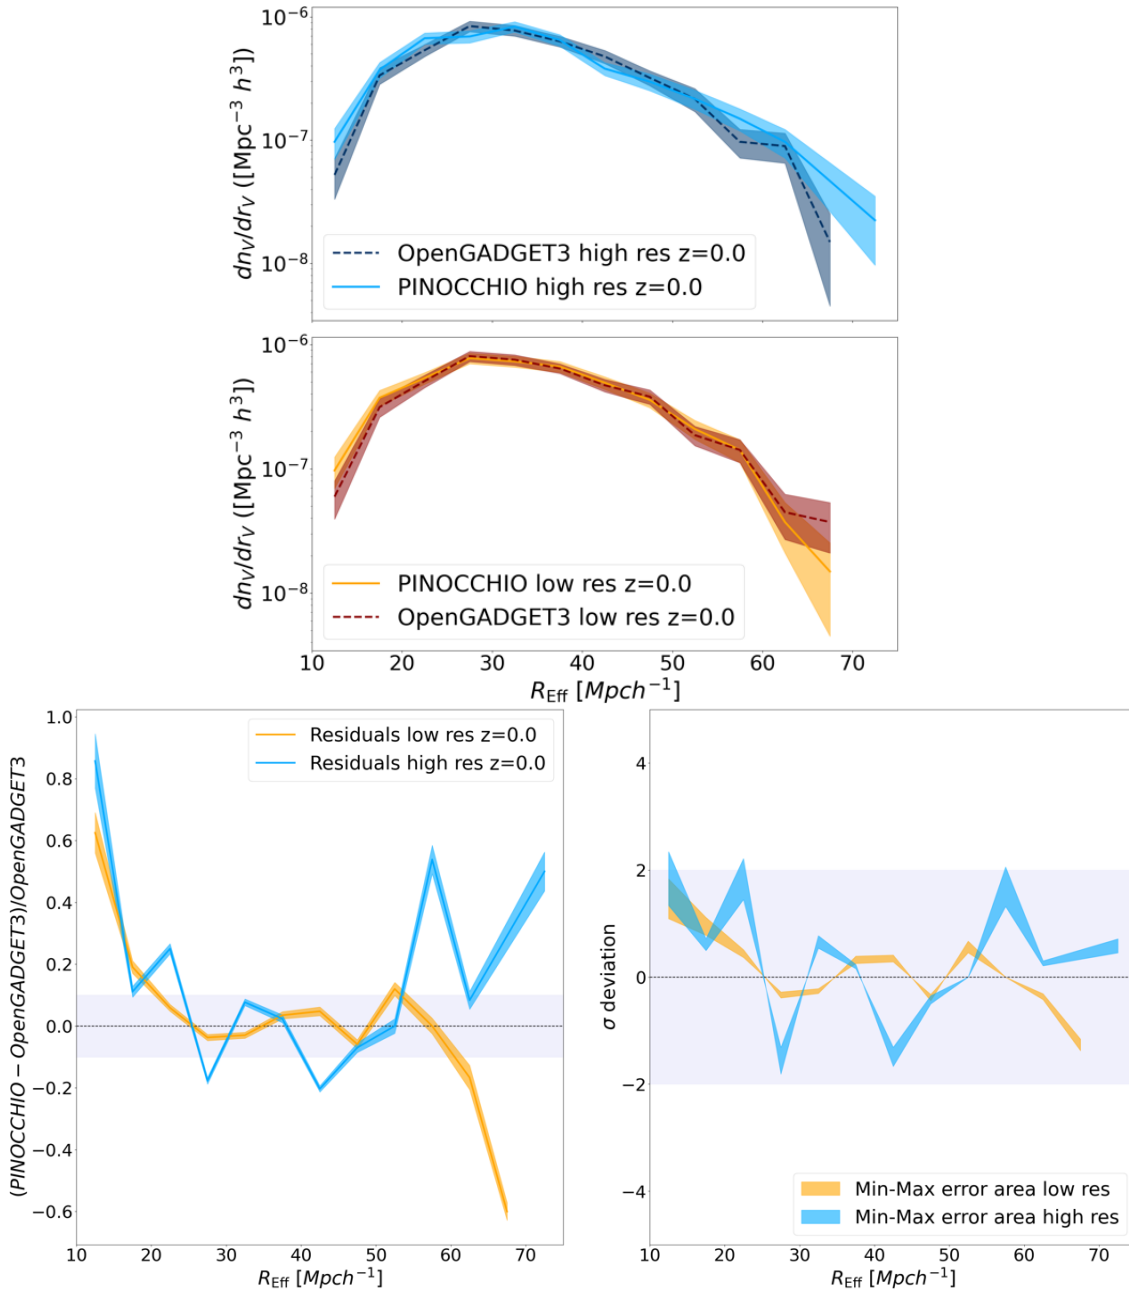 10⁻⁶
10⁻⁷
10⁻⁸
dn_V/dr_V ([Mpc⁻³ h³])
OpenGADGET3 high res z=0.0
PINOCCHIO high res z=0.0
10⁻⁶
10⁻⁷
10⁻⁸
dn_V/dr_V ([Mpc⁻³ h³])
PINOCCHIO low res z=0.0
OpenGADGET3 low res z=0.0
10 20 30 40 50 60 70
R_Eff [Mpch⁻¹]
(PINOCCHIO − OpenGADGET3)/OpenGADGET3
1.0
0.8
0.6
0.4
0.2
0.0
−0.2
−0.4
−0.6
Residuals low res z=0.0
Residuals high res z=0.0
10 20 30 40 50 60 70
R_Eff [Mpch⁻¹]
σ deviation
4
2
0
−2
−4
Min-Max error area low res
Min-Max error area high res
10 20 30 40 50 60 70
R_Eff [Mpch⁻¹]